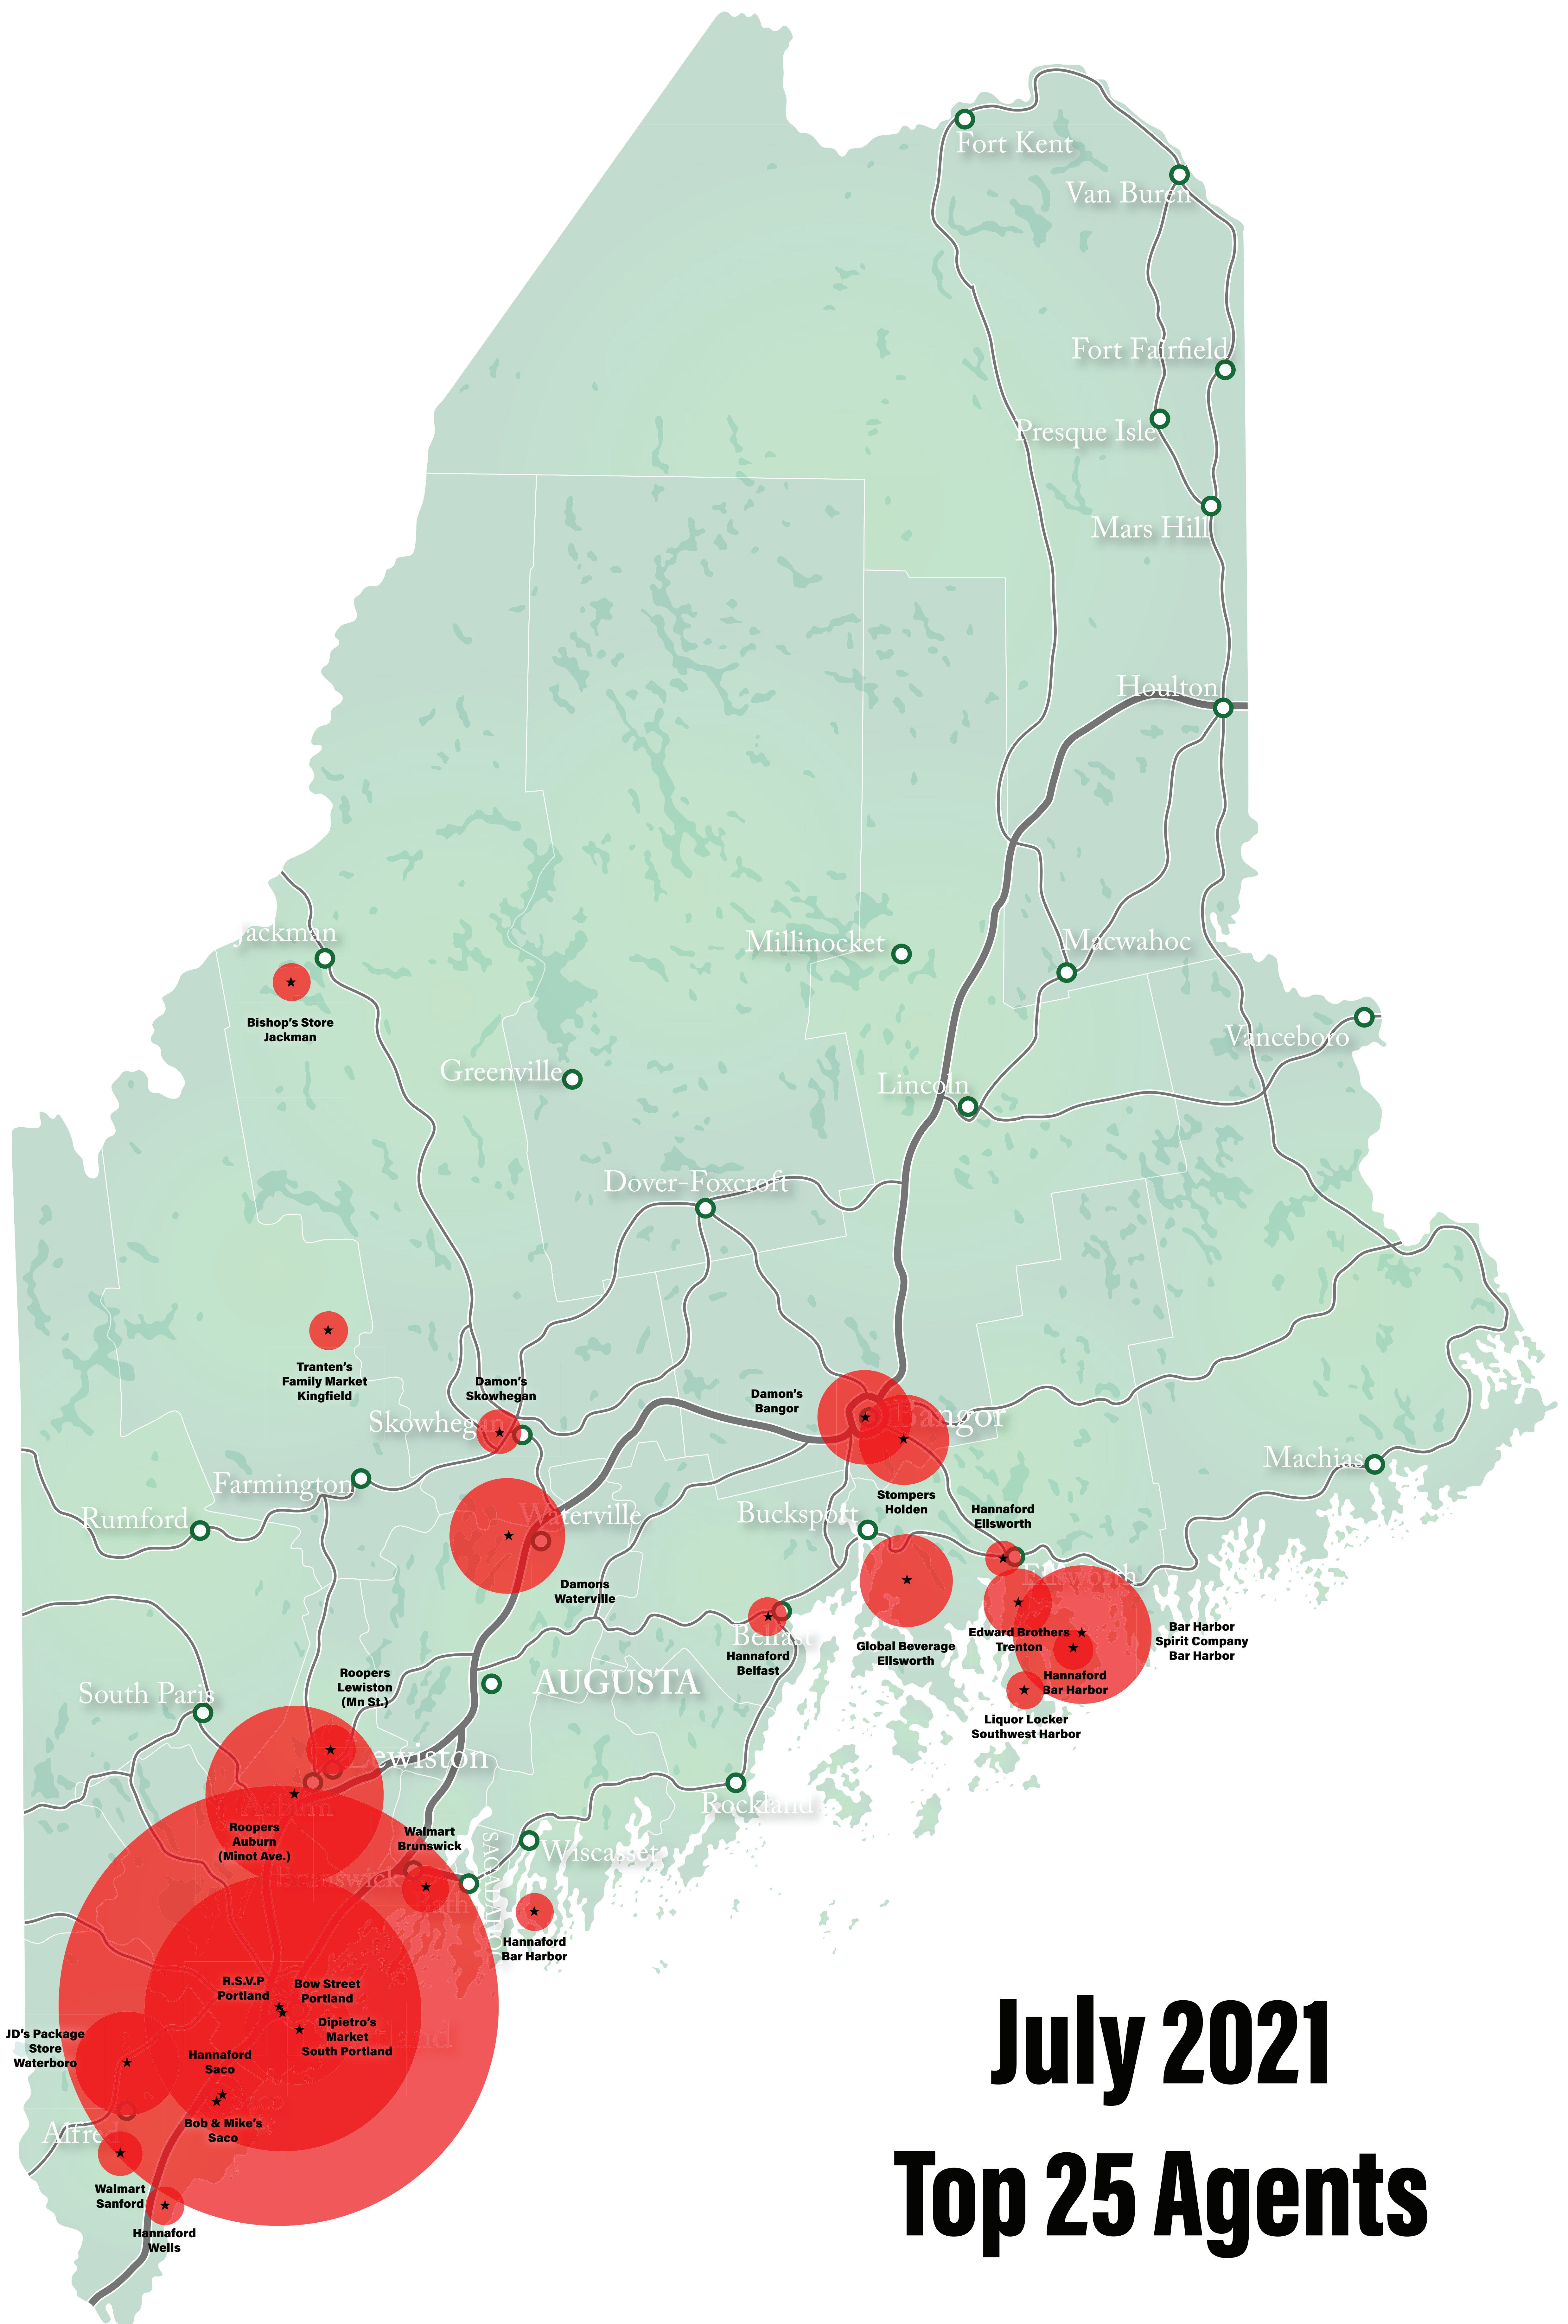 Fort Kent
Van Buren
Fort Fairfield
Presque Isle
Mars Hill
Houlton
Jackman
Millinocket
Macwahoc
Bishop's Store
Jackman
Vanceboro
Greenville
Lincoln
Dover-Foxcroft
Tranten's
Family Market
Kingfield
Damon's
Skowhegan
Damon's
Bangor
Skowhegan
Bangor
Machias
Farmington
Stompers
Holden
Rumford
Waterville
Bucksport
Hannaford
Ellsworth
Ellsworth
Damons
Waterville
Belfast
Hannaford
Belfast
Global Beverage
Ellsworth
Edward Brothers
Trenton
Bar Harbor
Spirit Company
Bar Harbor
Hannaford
Bar Harbor
Liquor Locker
Southwest Harbor
Roopers
Lewiston
(Mn St.)
AUGUSTA
South Paris
Lewiston
Auburn
Rockland
Roopers
Auburn
(Minot Ave.)
Walmart
Brunswick
Wiscasset
Brunswick
Bath
Hannaford
Bar Harbor
R.S.V.P
Portland
Bow Street
Portland
Dipietro's
Market
South Portland
JD's Package
Store
Waterboro
Hannaford
Saco
Saco
Bob & Mike's
Saco
Alfred
Walmart
Sanford
Hannaford
Wells
July 2021
Top 25 Agents